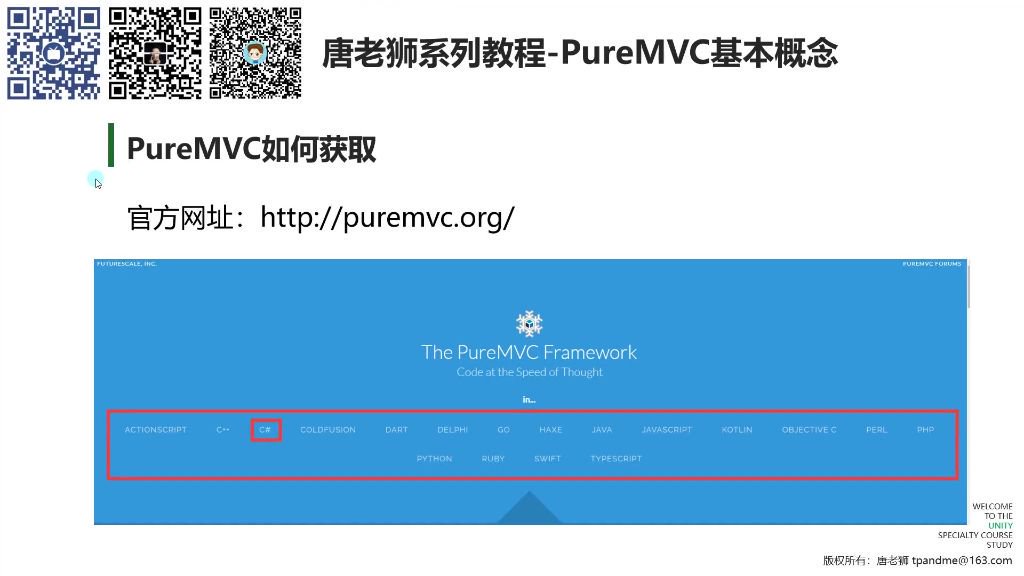 唐老狮系列教程-PureMVC基本概念
PureMVC如何获取
官方网址：http://puremvc.org/
FUTURESCALE, INC.
PUREMVC FORUMS
The PureMVC Framework
Code at the Speed of Thought
in...
ACTIONSCRIPT C++ C# COLDFUSION DART DELPHI GO HAXE JAVA JAVASCRIPT KOTLIN OBJECTIVE C PERL PHP
PYTHON RUBY SWIFT TYPESCRIPT
WELCOME
TO THE
UNITY
SPECIALTY COURSE
STUDY
版权所有：唐老狮 tpandme@163.com